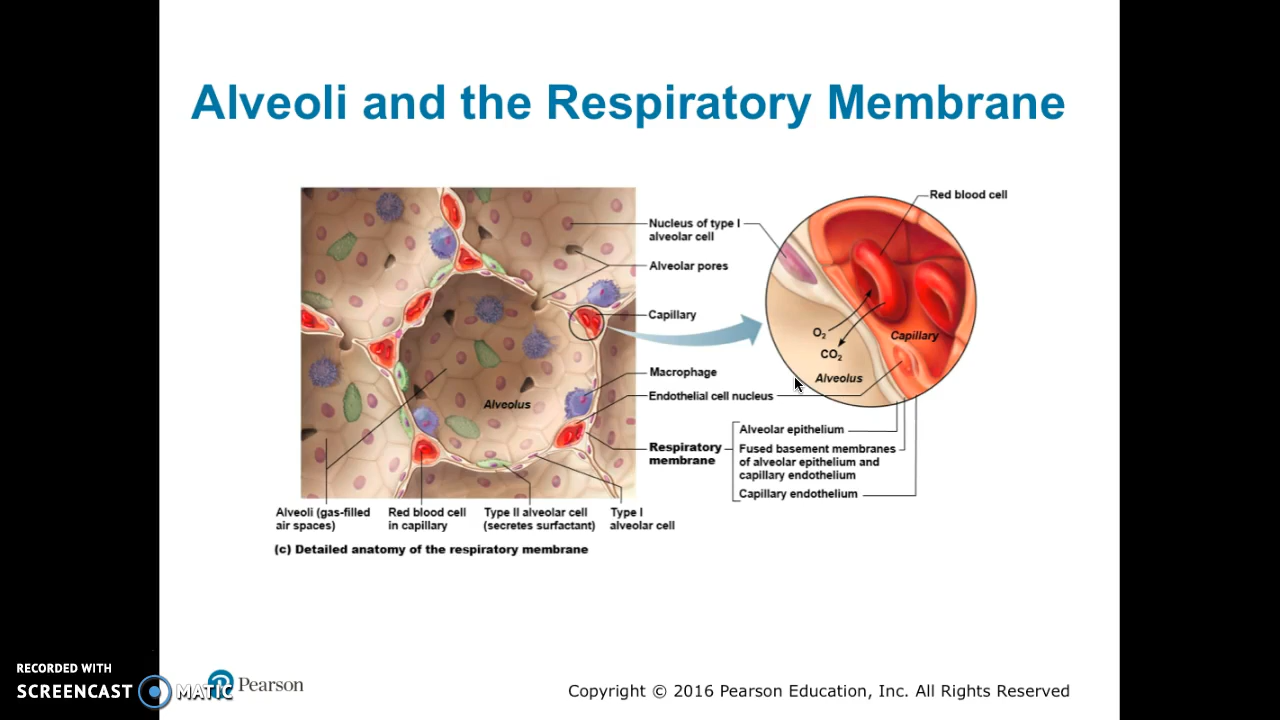 Alveoli and the Respiratory Membrane
Red blood cell
Nucleus of type I
alveolar cell
Alveolar pores
Capillary
O₂
CO₂
Capillary
Alveolus
Macrophage
Endothelial cell nucleus
Alveolus
Respiratory
membrane
Alveolar epithelium
Fused basement membranes
of alveolar epithelium and
capillary endothelium
Capillary endothelium
Alveoli (gas-filled
air spaces)
Red blood cell
in capillary
Type II alveolar cell
(secretes surfactant)
Type I
alveolar cell
(c) Detailed anatomy of the respiratory membrane
RECORDED WITH
SCREENCAST MATIC
Pearson
Copyright © 2016 Pearson Education, Inc. All Rights Reserved